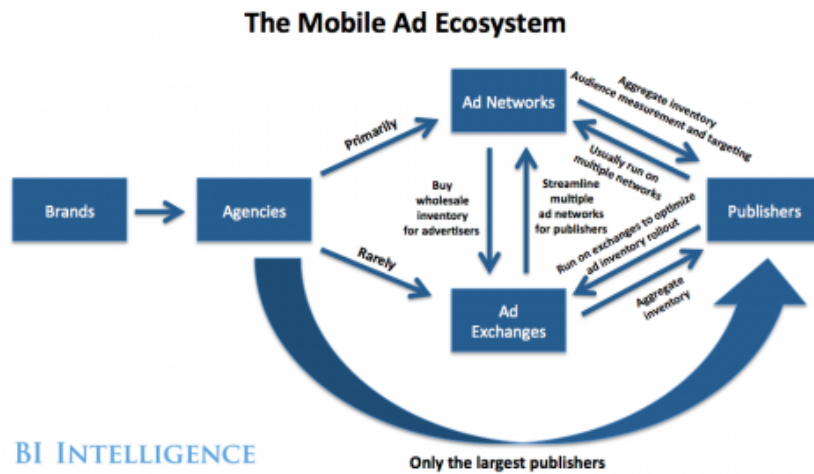 The Mobile Ad Ecosystem
Ad Networks
Aggregate inventory
Audience measurement and targeting
Primarily
Usually run on
multiple networks
Brands
Agencies
Buy
wholesale
inventory
for advertisers
Streamline
multiple
ad networks
for publishers
Publishers
Run on exchanges to optimize
ad inventory rollout
Rarely
Aggregate
inventory
Ad
Exchanges
BI INTELLIGENCE
Only the largest publishers